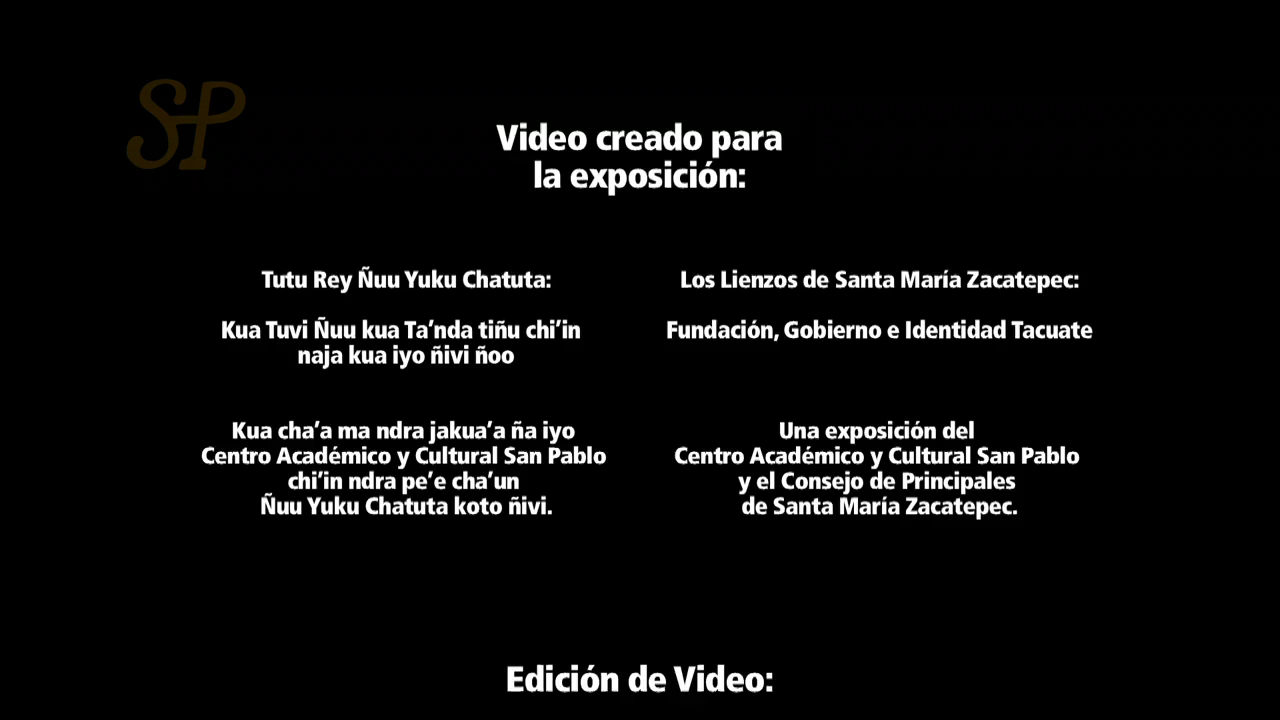 SP
Video creado para
la exposición:
Tutu Rey Ñuu Yuku Chatuta:
Kua Tuvi Ñuu kua Ta’nda tiñu chi’in
naja kua iyo ñivi ñoo
Kua cha’a ma ndra jakua’a ña iyo
Centro Académico y Cultural San Pablo
chi’in ndra pe’e cha’un
Ñuu Yuku Chatuta koto ñivi.
Los Lienzos de Santa María Zacatepec:
Fundación, Gobierno e Identidad Tacuate
Una exposición del
Centro Académico y Cultural San Pablo
y el Consejo de Principales
de Santa María Zacatepec.
Edición de Video: